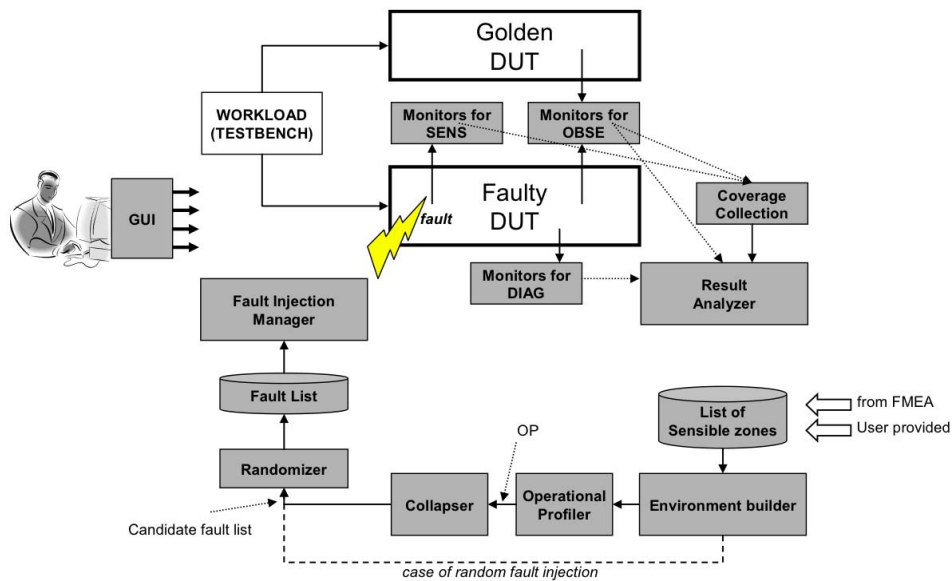 Golden
DUT
WORKLOAD
(TESTBENCH)
Monitors for
SENS
Monitors for
OBSE
GUI
fault
Faulty
DUT
Coverage
Collection
Monitors for
DIAG
Result
Analyzer
Fault Injection
Manager
Fault List
List of
Sensible zones
from FMEA
User provided
OP
Randomizer
Collapser
Operational
Profiler
Environment builder
Candidate fault list
case of random fault injection